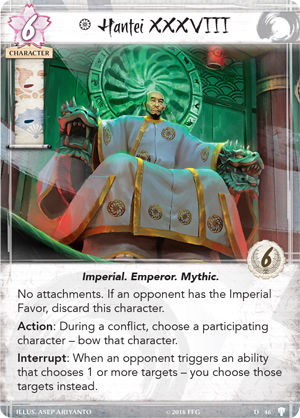 Hantei XXXVIII
6
CHARACTER
6
Imperial. Emperor. Mythic.
No attachments. If an opponent has the Imperial
Favor, discard this character.
Action: During a conflict, choose a participating
character – bow that character.
Interrupt: When an opponent triggers an ability
that chooses 1 or more targets – you choose those
targets instead.
ILLUS. ASEP ARIYANTO
©2018 FFG
D 46